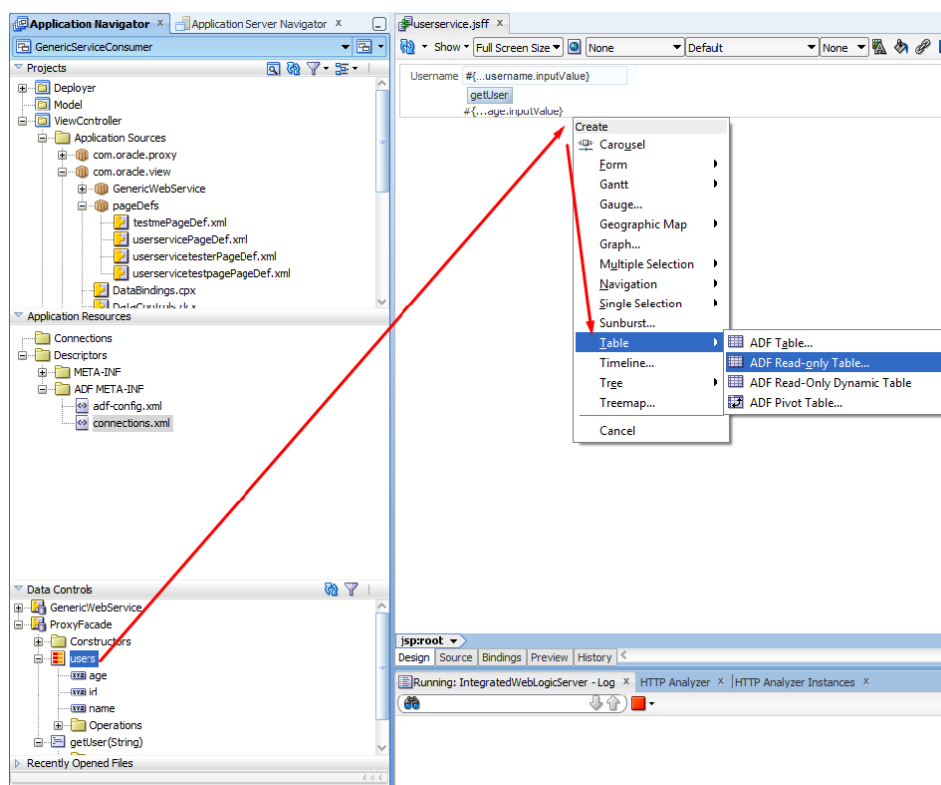 Application Navigator x Application Server Navigator x
GenericServiceConsumer
Projects
Deployer
Model
ViewController
Application Sources
com.oracle.proxy
com.oracle.view
GenericWebService
pageDefs
testmePageDef.xml
userservicePageDef.xml
userservicetesterPageDef.xml
userservicetestpagePageDef.xml
DataBindings.cpx
Application Resources
Connections
Descriptors
META-INF
ADF META-INF
adf-config.xml
connections.xml
Data Controls
GenericWebService
ProxyFacade
Constructors
users
age
id
name
Operations
getUser(String)
Recently Opened Files
userservice.jsff x
Show Full Screen Size None Default None
Username #{...username.inputValue}
getUser
#{...age.inputValue}
Create
Carousel
Form
Gantt
Gauge...
Geographic Map
Graph...
Multiple Selection
Navigation
Single Selection
Sunburst...
Table
Timeline...
Tree
Treemap...
Cancel
ADF Table...
ADF Read-only Table...
ADF Read-Only Dynamic Table
ADF Pivot Table...
jsp:root
Design Source Bindings Preview History
Running: IntegratedWebLogicServer - Log x HTTP Analyzer x HTTP Analyzer Instances x